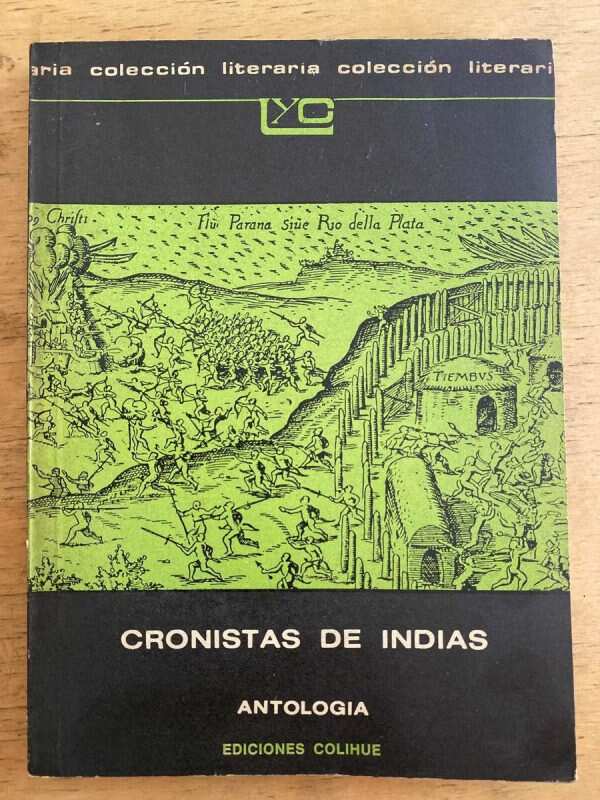 aria colección literaria colección literari
LYC
Christi.
Flú Parana Siue Rio della Plata
TIEMBVS
CRONISTAS DE INDIAS
ANTOLOGIA
EDICIONES COLIHUE